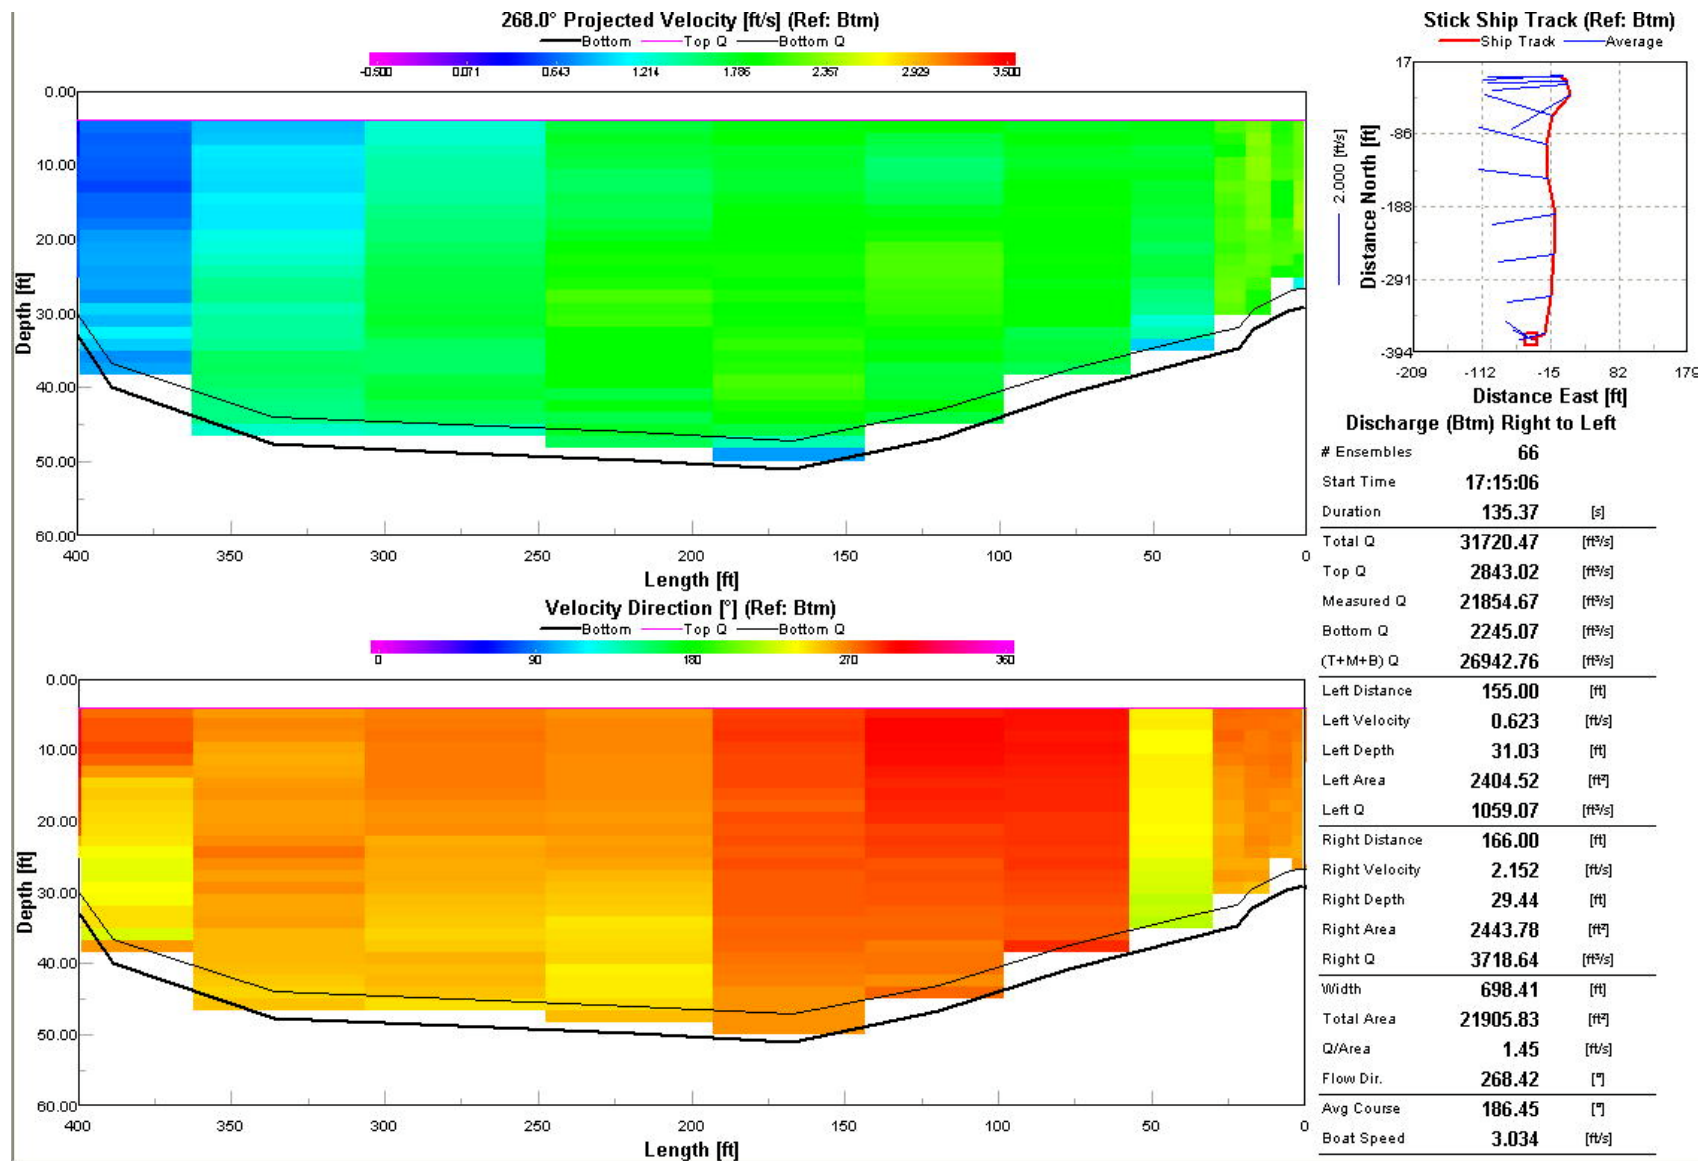 268.0° Projected Velocity [ft/s] (Ref: Btm)
Bottom Top Q Bottom Q
-0.500 0.071 0.643 1.214 1.786 2.357 2.929 3.500
0.00
10.00
20.00
30.00
40.00
50.00
60.00
Depth [ft]
400 350 300 250 200 150 100 50 0
Length [ft]
Velocity Direction [°] (Ref: Btm)
Bottom Top Q Bottom Q
0 90 180 270 360
0.00
10.00
20.00
30.00
40.00
50.00
60.00
Depth [ft]
400 350 300 250 200 150 100 50 0
Length [ft]
Stick Ship Track (Ref: Btm)
Ship Track Average
2.000 [ft/s]
Distance North [ft]
17
-86
-188
-291
-394
-209 -112 -15 82 179
Distance East [ft]
Discharge (Btm) Right to Left
# Ensembles 66
Start Time 17:15:06
Duration 135.37 [s]
Total Q 31720.47 [ft³/s]
Top Q 2843.02 [ft³/s]
Measured Q 21854.67 [ft³/s]
Bottom Q 2245.07 [ft³/s]
(T+M+B) Q 26942.76 [ft³/s]
Left Distance 155.00 [ft]
Left Velocity 0.623 [ft/s]
Left Depth 31.03 [ft]
Left Area 2404.52 [ft²]
Left Q 1059.07 [ft³/s]
Right Distance 166.00 [ft]
Right Velocity 2.152 [ft/s]
Right Depth 29.44 [ft]
Right Area 2443.78 [ft²]
Right Q 3718.64 [ft³/s]
Width 698.41 [ft]
Total Area 21905.83 [ft²]
Q/Area 1.45 [ft/s]
Flow Dir. 268.42 [°]
Avg Course 186.45 [°]
Boat Speed 3.034 [ft/s]